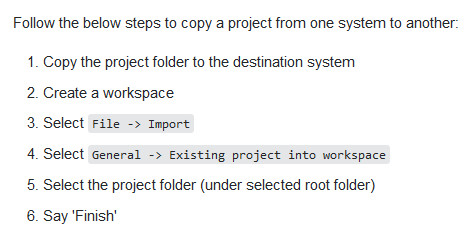 Follow the below steps to copy a project from one system to another:
1. Copy the project folder to the destination system
2. Create a workspace
3. Select File -> Import
4. Select General -> Existing project into workspace
5. Select the project folder (under selected root folder)
6. Say 'Finish'